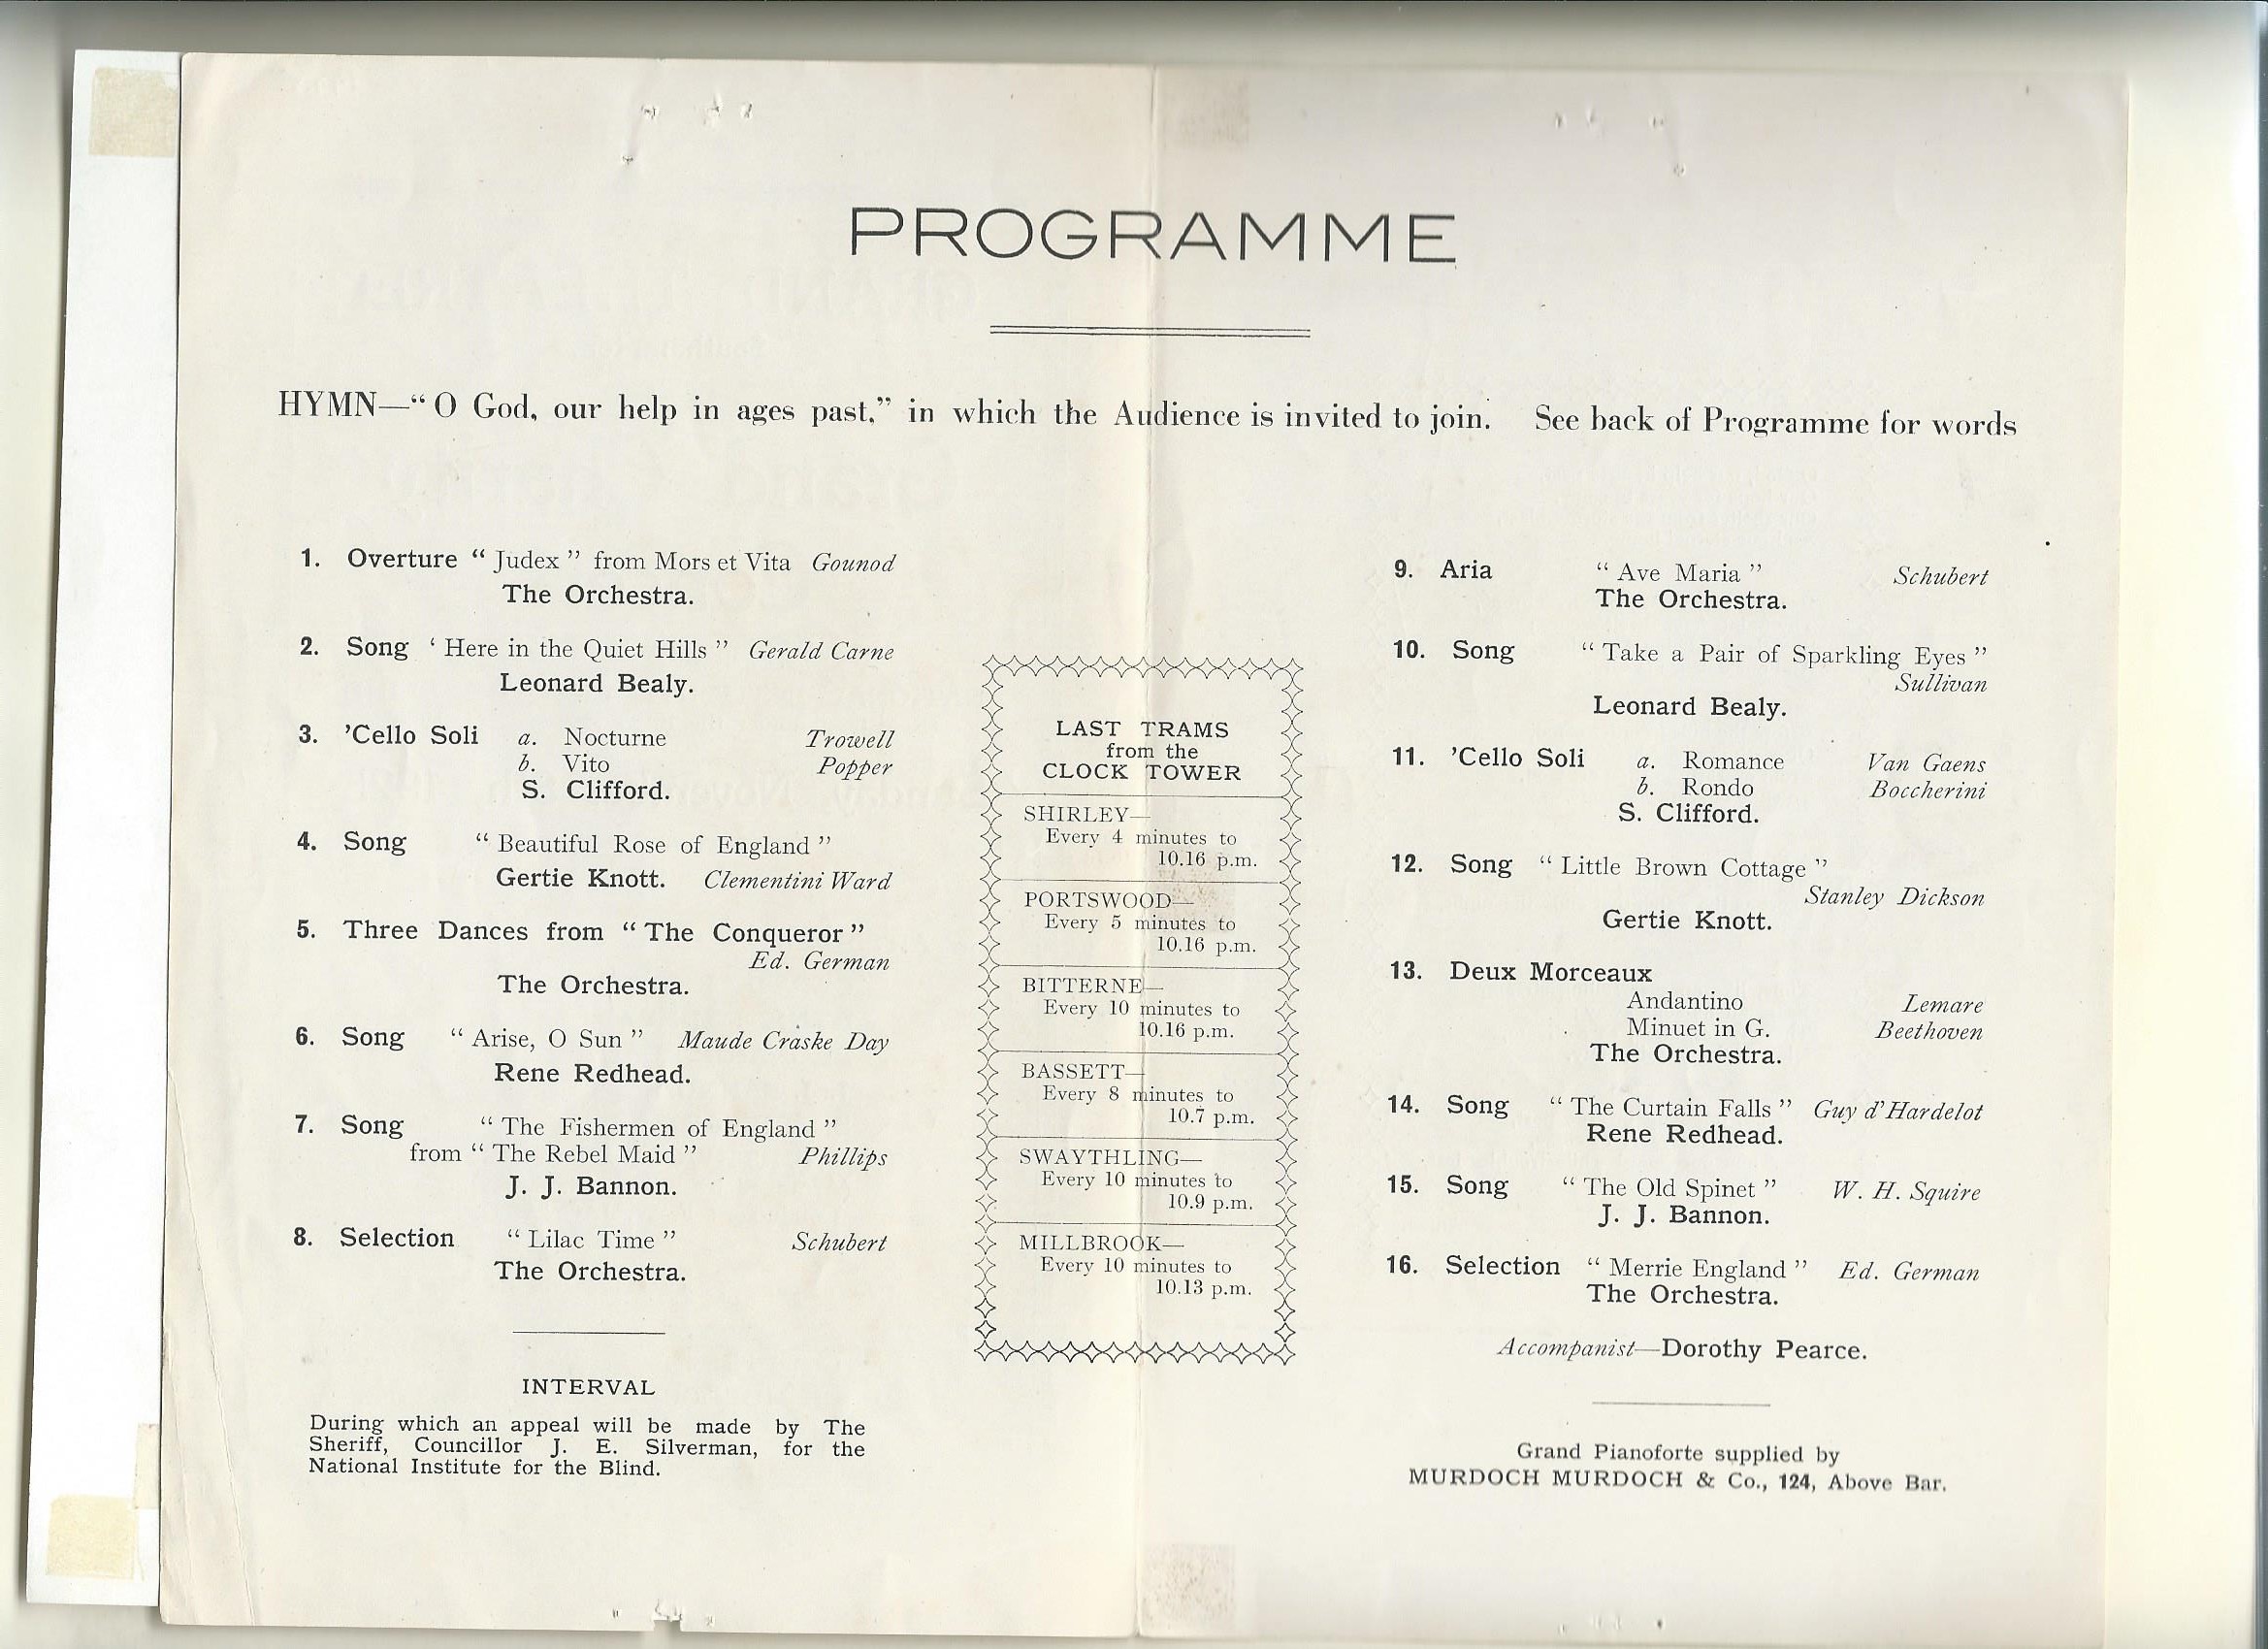 PROGRAMME
HYMN—“ O God, our help in ages past,” in which the Audience is invited to join. See back of Programme for words
1. Overture “ Judex ” from Mors et Vita Gounod
The Orchestra.
2. Song ‘ Here in the Quiet Hills ” Gerald Carne
Leonard Bealy.
3. ’Cello Soli a. Nocturne Trowell
b. Vito Popper
S. Clifford.
4. Song “ Beautiful Rose of England ”
Gertie Knott. Clementini Ward
5. Three Dances from “ The Conqueror ”
Ed. German
The Orchestra.
6. Song “ Arise, O Sun ” Maude Craske Day
Rene Redhead.
7. Song “ The Fishermen of England ”
from “ The Rebel Maid ” Phillips
J. J. Bannon.
8. Selection “ Lilac Time ” Schubert
The Orchestra.
INTERVAL
During which an appeal will be made by The
Sheriff, Councillor J. E. Silverman, for the
National Institute for the Blind.
LAST TRAMS
from the
CLOCK TOWER
SHIRLEY—
Every 4 minutes to
10.16 p.m.
PORTSWOOD—
Every 5 minutes to
10.16 p.m.
BITTERNE—
Every 10 minutes to
10.16 p.m.
BASSETT—
Every 8 minutes to
10.7 p.m.
SWAYTHLING—
Every 10 minutes to
10.9 p.m.
MILLBROOK—
Every 10 minutes to
10.13 p.m.
9. Aria “ Ave Maria ” Schubert
The Orchestra.
10. Song “ Take a Pair of Sparkling Eyes ”
Sullivan
Leonard Bealy.
11. ’Cello Soli a. Romance Van Gaens
b. Rondo Boccherini
S. Clifford.
12. Song “ Little Brown Cottage ”
Stanley Dickson
Gertie Knott.
13. Deux Morceaux
Andantino Lemare
Minuet in G. Beethoven
The Orchestra.
14. Song “ The Curtain Falls ” Guy d’Hardelot
Rene Redhead.
15. Song “ The Old Spinet ” W. H. Squire
J. J. Bannon.
16. Selection “ Merrie England ” Ed. German
The Orchestra.
Accompanist—Dorothy Pearce.
Grand Pianoforte supplied by
MURDOCH MURDOCH & Co., 124, Above Bar.